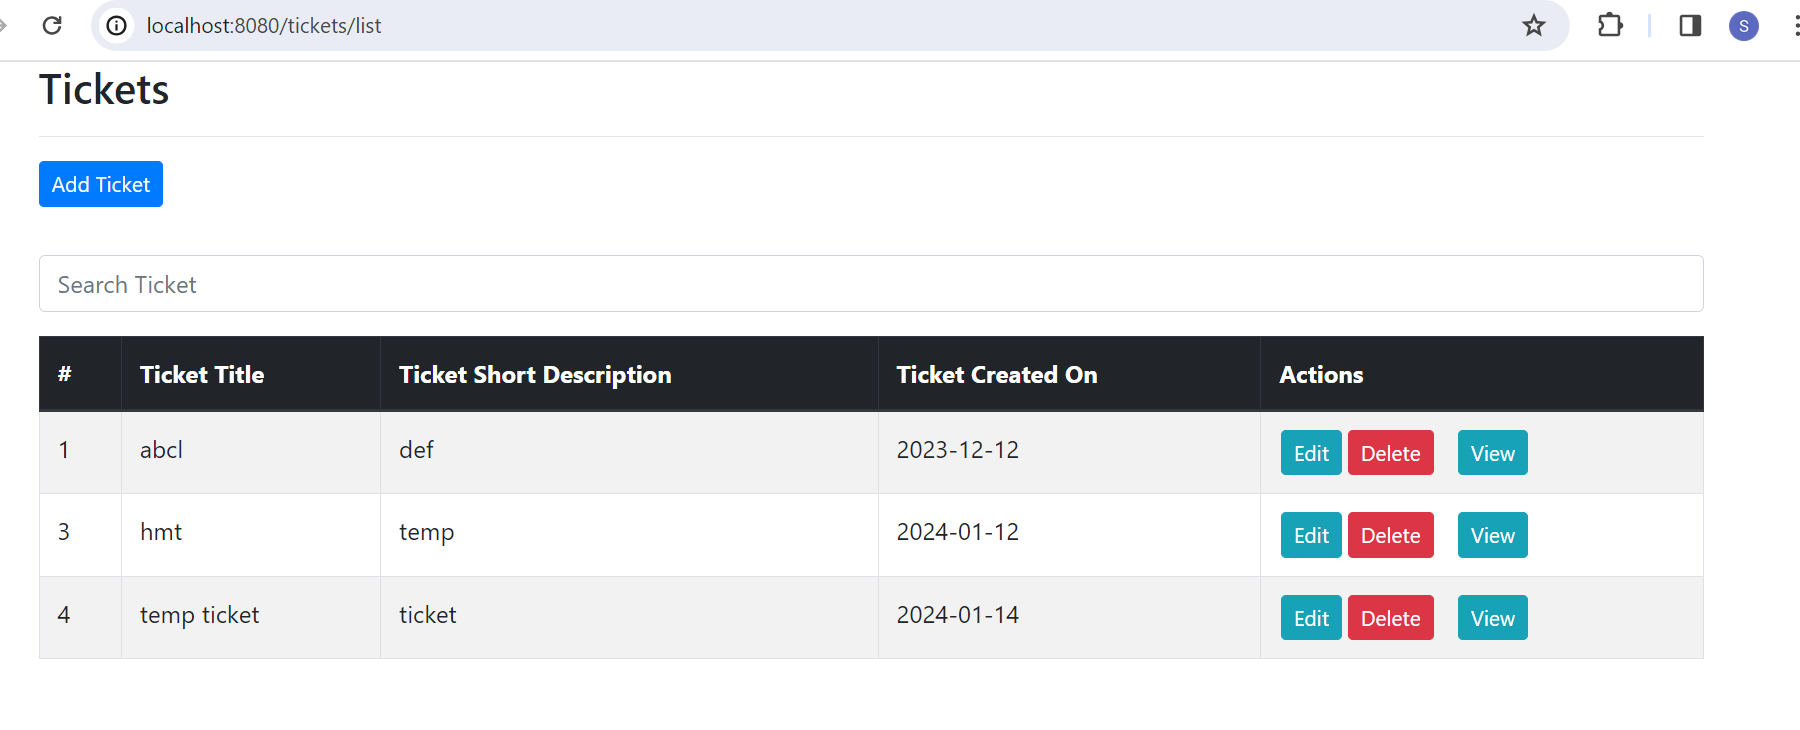 localhost:8080/tickets/list
S
Tickets
Add Ticket
Search Ticket
# Ticket Title Ticket Short Description Ticket Created On Actions
1 abcl def 2023-12-12 Edit Delete View
3 hmt temp 2024-01-12 Edit Delete View
4 temp ticket ticket 2024-01-14 Edit Delete View